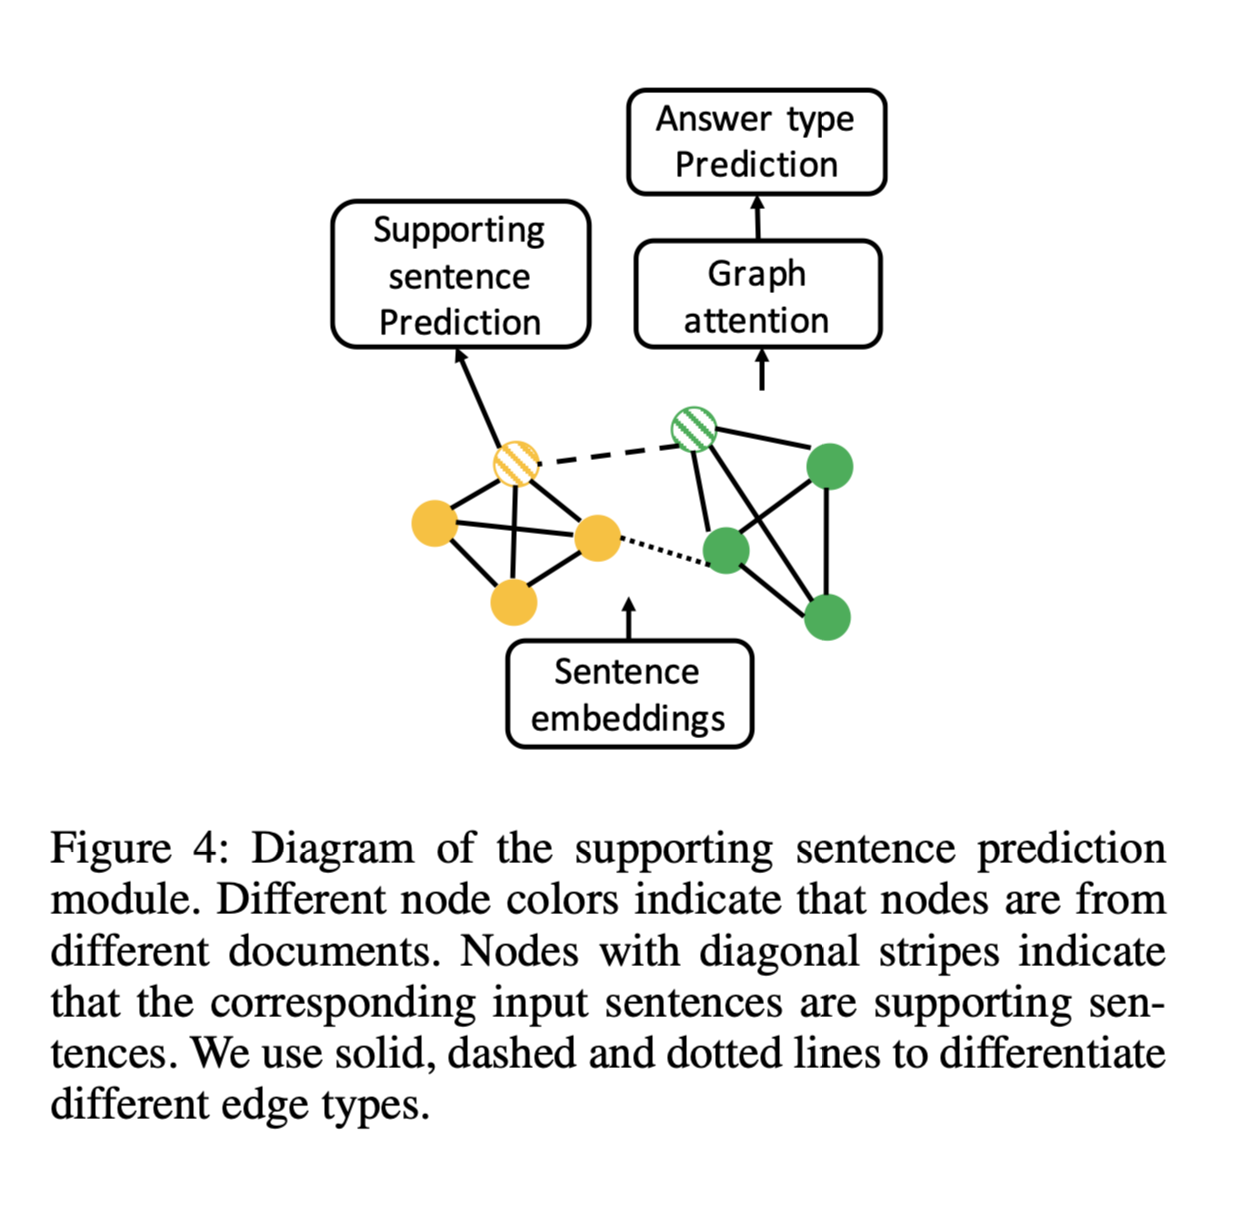 Answer type
Prediction
Supporting
sentence
Prediction
Graph
attention
Sentence
embeddings
Figure 4: Diagram of the supporting sentence prediction
module. Different node colors indicate that nodes are from
different documents. Nodes with diagonal stripes indicate
that the corresponding input sentences are supporting sen-
tences. We use solid, dashed and dotted lines to differentiate
different edge types.